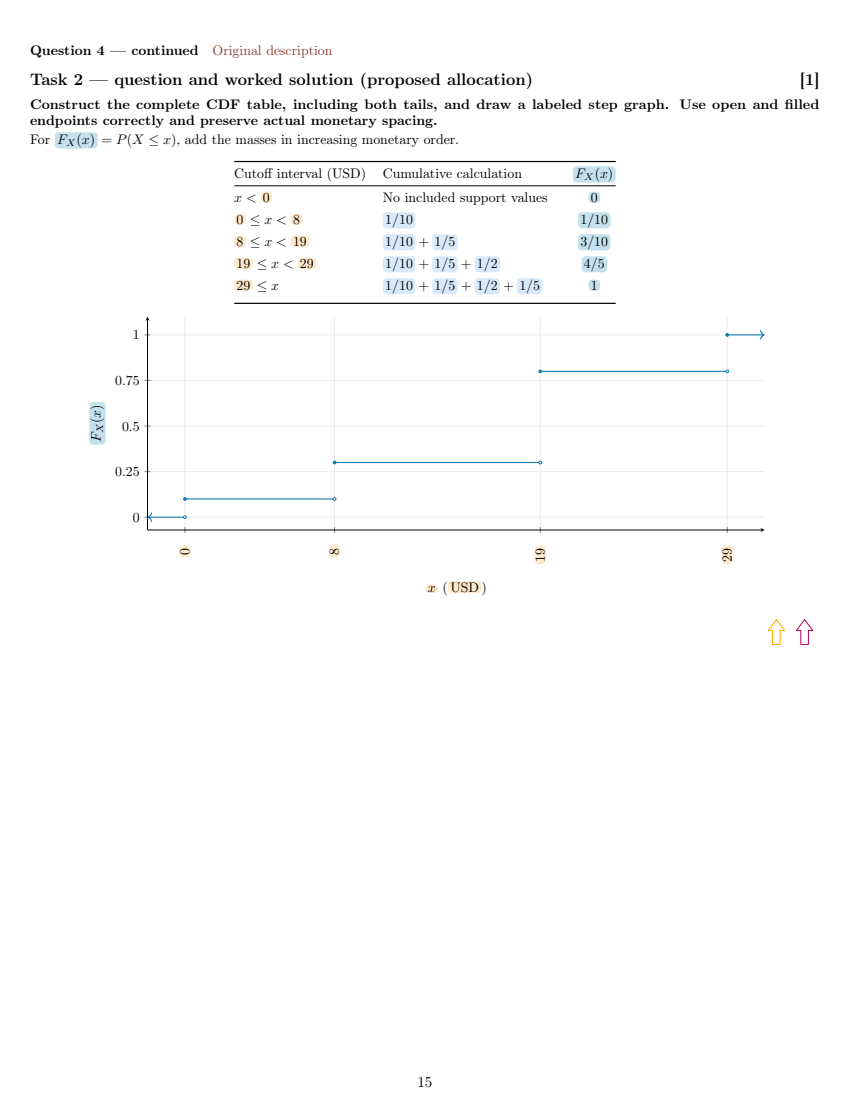 Question 4 — continued Original description
Task 2 — question and worked solution (proposed allocation) [1]
Construct the complete CDF table, including both tails, and draw a labeled step graph. Use open and filled
endpoints correctly and preserve actual monetary spacing.
For F_X(x) = P(X ≤ x), add the masses in increasing monetary order.
Cutoff interval (USD) Cumulative calculation F_X(x)
x < 0 No included support values 0
0 ≤ x < 8 1/10 1/10
8 ≤ x < 19 1/10 + 1/5 3/10
19 ≤ x < 29 1/10 + 1/5 + 1/2 4/5
29 ≤ x 1/10 + 1/5 + 1/2 + 1/5 1
1
0.75
0.5
0.25
0
F_X(x)
0 8 19 29
x (USD)
15